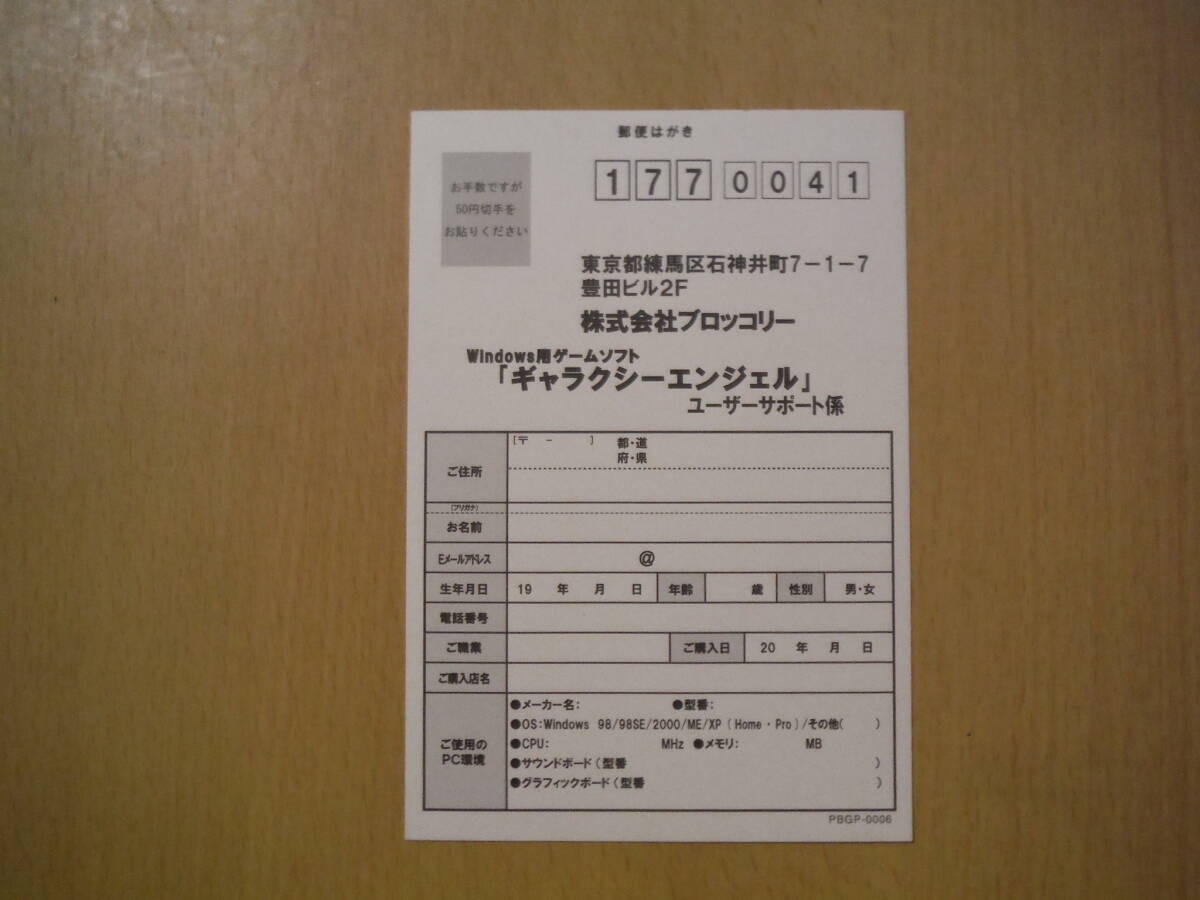 郵便はがき
お手数ですが
50円切手を
お貼りください
177 0041
東京都練馬区石神井町7-1-7
豊田ビル2F
株式会社ブロッコリー
Windows用ゲームソフト
「ギャラクシーエンジェル」
ユーザーサポート係
ご住所 [〒 - ] 都・道
府・県
(フリガナ)
お名前
Eメールアドレス @
生年月日 19 年 月 日 年齢 歳 性別 男・女
電話番号
ご職業 ご購入日 20 年 月 日
ご購入店名
ご使用の
PC環境
●メーカー名: ●型番:
●OS:Windows 98/98SE/2000/ME/XP (Home・Pro)/その他( )
●CPU: MHz ●メモリ: MB
●サウンドボード(型番 )
●グラフィックボード(型番 )
PBGP-0006